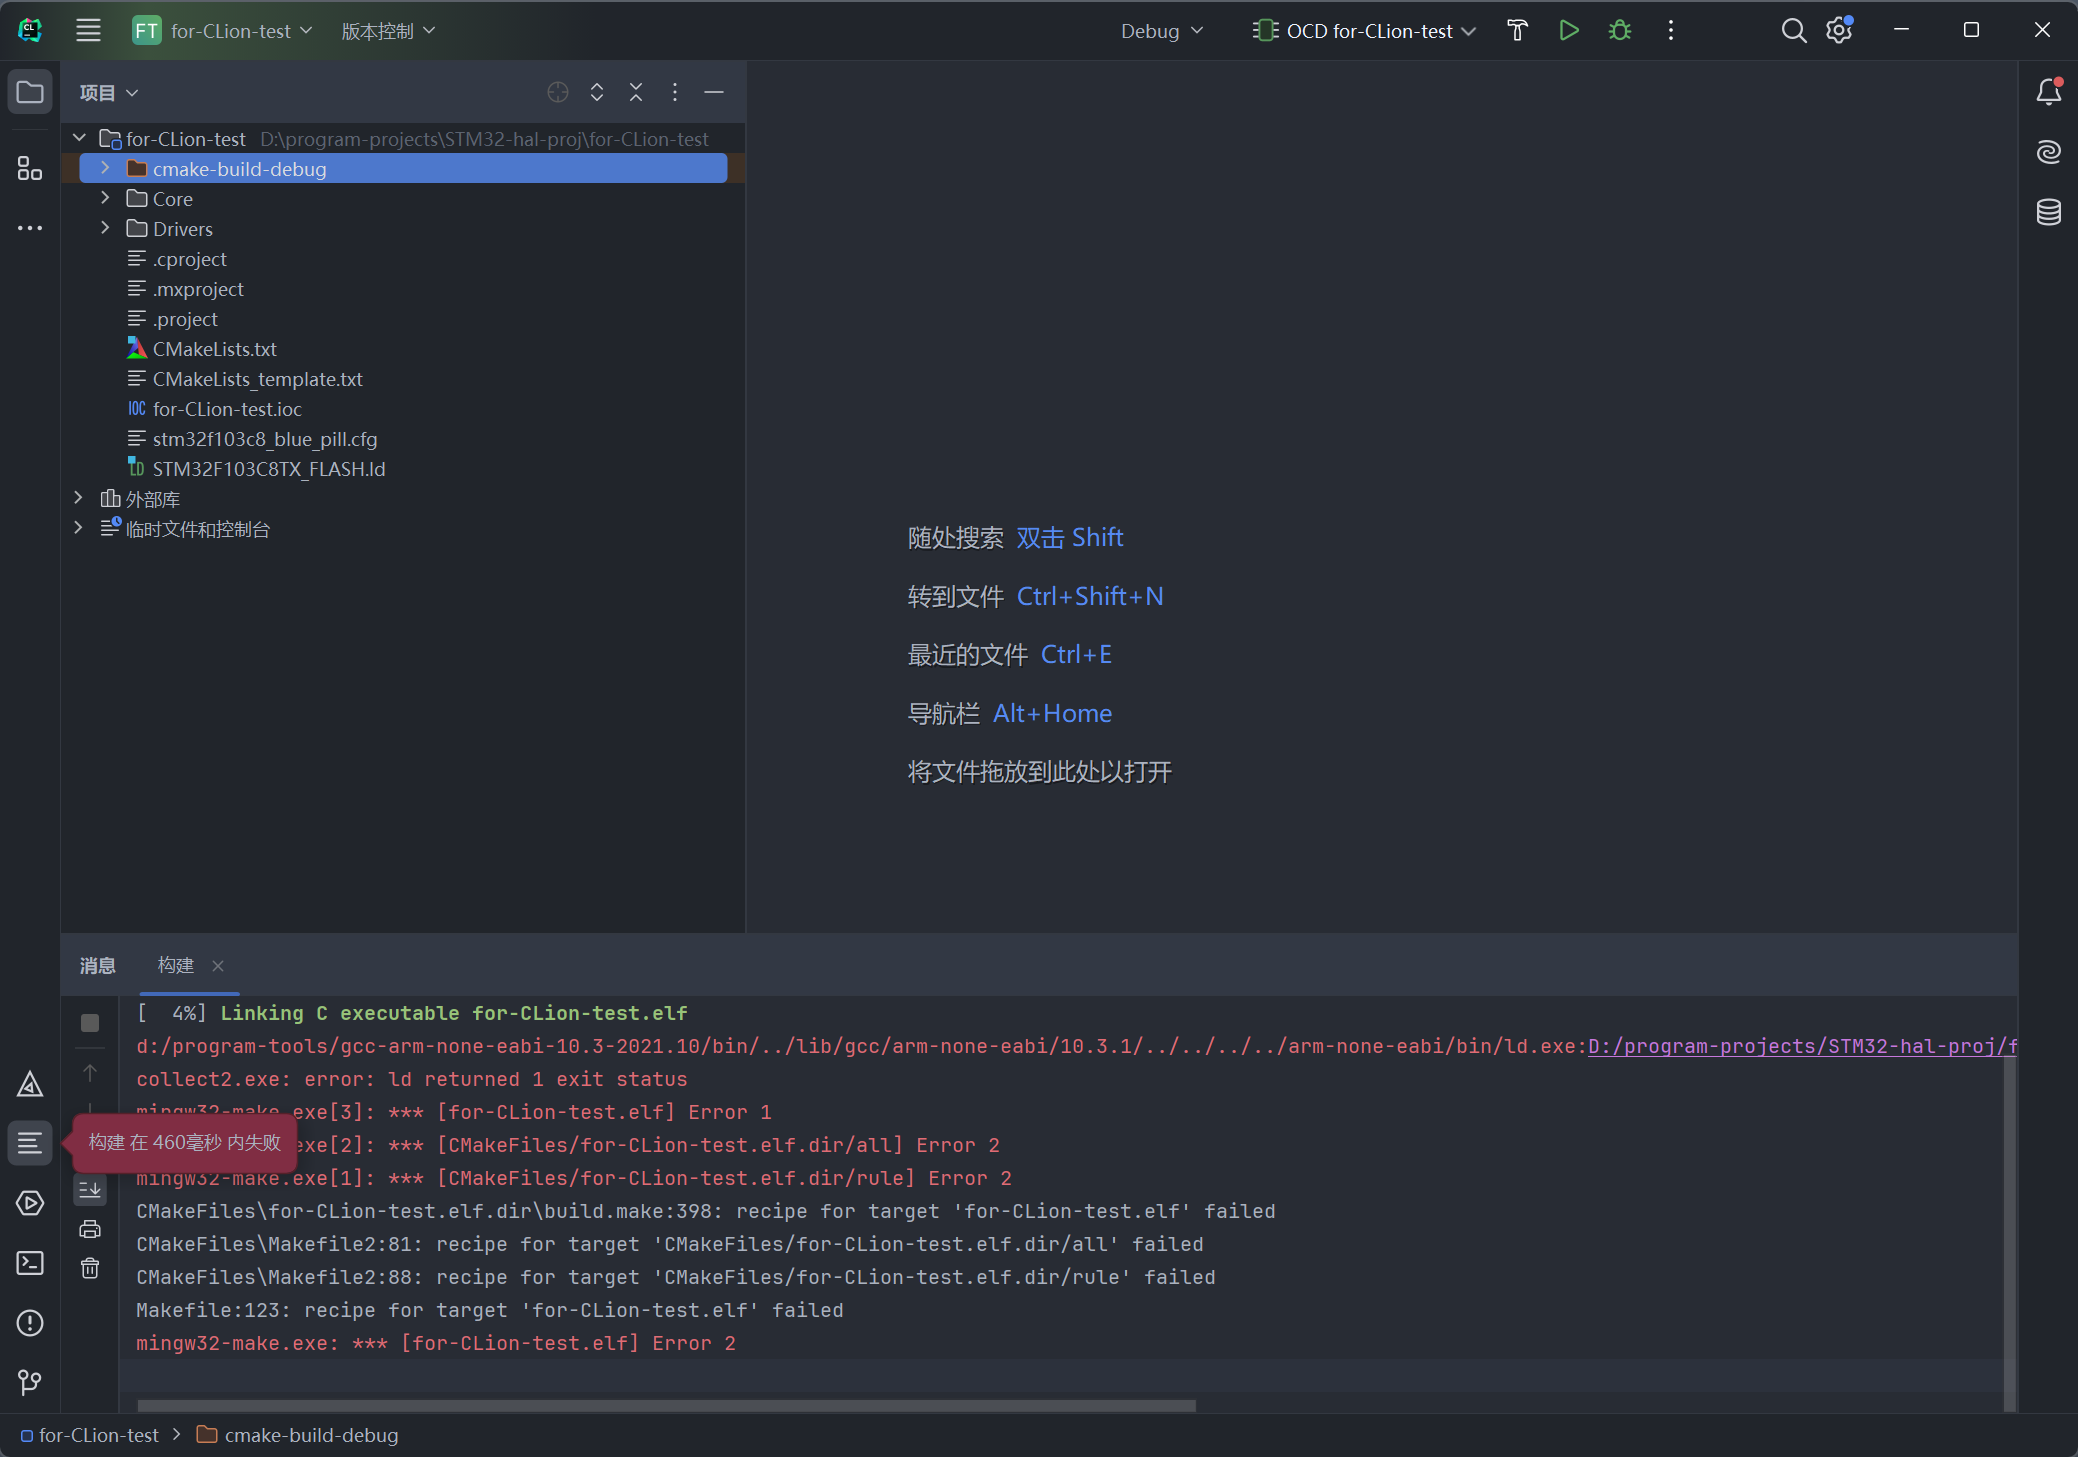 FT for-CLion-test 版本控制 Debug OCD for-CLion-test
项目
for-CLion-test D:\program-projects\STM32-hal-proj\for-CLion-test
cmake-build-debug
Core
Drivers
.cproject
.mxproject
.project
CMakeLists.txt
CMakeLists_template.txt
IOC for-CLion-test.ioc
stm32f103c8_blue_pill.cfg
LD STM32F103C8TX_FLASH.ld
外部库
临时文件和控制台
随处搜索 双击 Shift
转到文件 Ctrl+Shift+N
最近的文件 Ctrl+E
导航栏 Alt+Home
将文件拖放到此处以打开
消息 构建
[  4%] Linking C executable for-CLion-test.elf
d:/program-tools/gcc-arm-none-eabi-10.3-2021.10/bin/../lib/gcc/arm-none-eabi/10.3.1/../../../../arm-none-eabi/bin/ld.exe:D:/program-projects/STM32-hal-proj/f
collect2.exe: error: ld returned 1 exit status
mingw32-make.exe[3]: *** [for-CLion-test.elf] Error 1
构建 在 460毫秒 内失败
exe[2]: *** [CMakeFiles/for-CLion-test.elf.dir/all] Error 2
mingw32-make.exe[1]: *** [CMakeFiles/for-CLion-test.elf.dir/rule] Error 2
CMakeFiles\for-CLion-test.elf.dir\build.make:398: recipe for target 'for-CLion-test.elf' failed
CMakeFiles\Makefile2:81: recipe for target 'CMakeFiles/for-CLion-test.elf.dir/all' failed
CMakeFiles\Makefile2:88: recipe for target 'CMakeFiles/for-CLion-test.elf.dir/rule' failed
Makefile:123: recipe for target 'for-CLion-test.elf' failed
mingw32-make.exe: *** [for-CLion-test.elf] Error 2
for-CLion-test cmake-build-debug